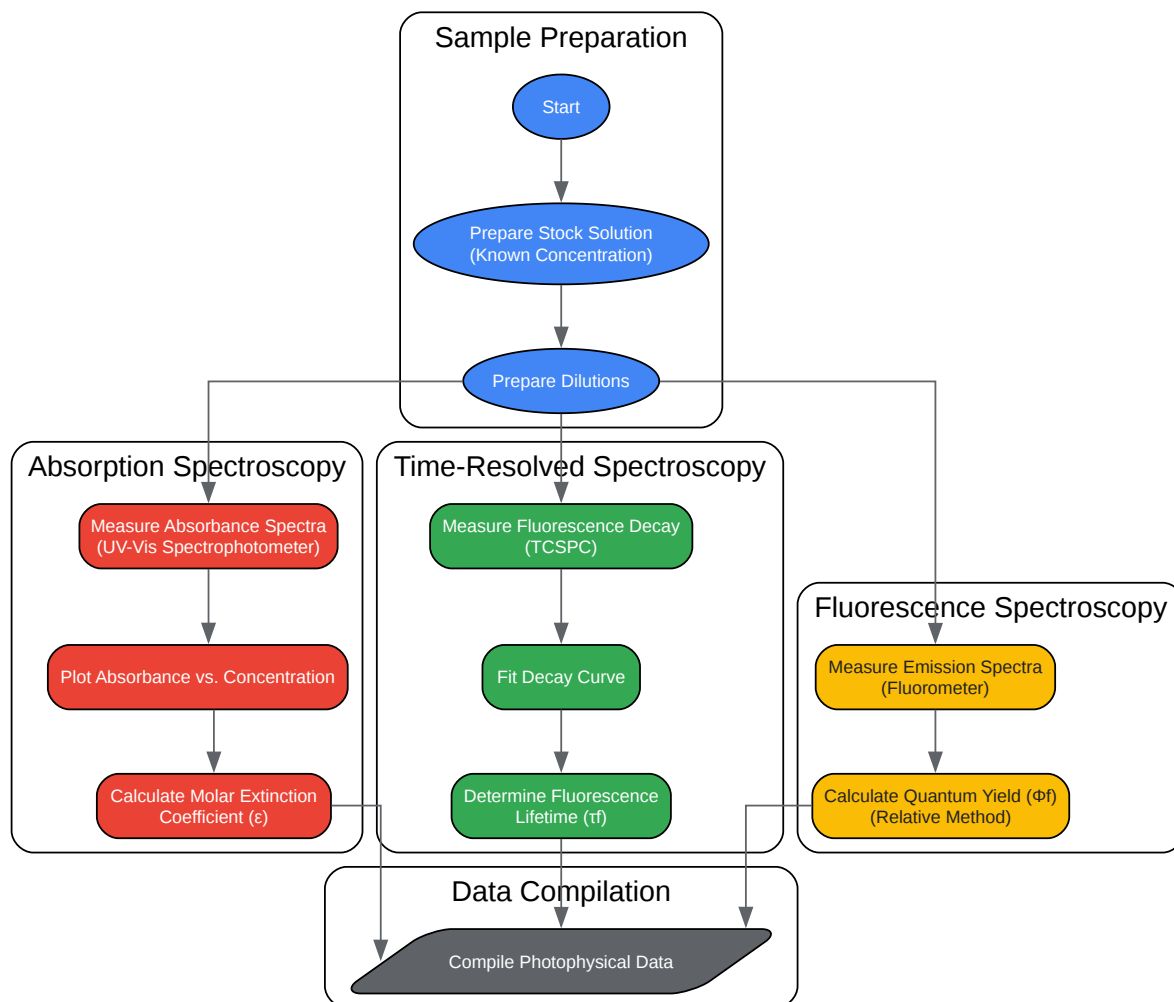 Sample Preparation
Start
Prepare Stock Solution
(Known Concentration)
Prepare Dilutions
Absorption Spectroscopy
Measure Absorbance Spectra
(UV-Vis Spectrophotometer)
Plot Absorbance vs. Concentration
Calculate Molar Extinction
Coefficient (ε)
Time-Resolved Spectroscopy
Measure Fluorescence Decay
(TCSPC)
Fit Decay Curve
Determine Fluorescence
Lifetime (τf)
Fluorescence Spectroscopy
Measure Emission Spectra
(Fluorometer)
Calculate Quantum Yield (Φf)
(Relative Method)
Data Compilation
Compile Photophysical Data